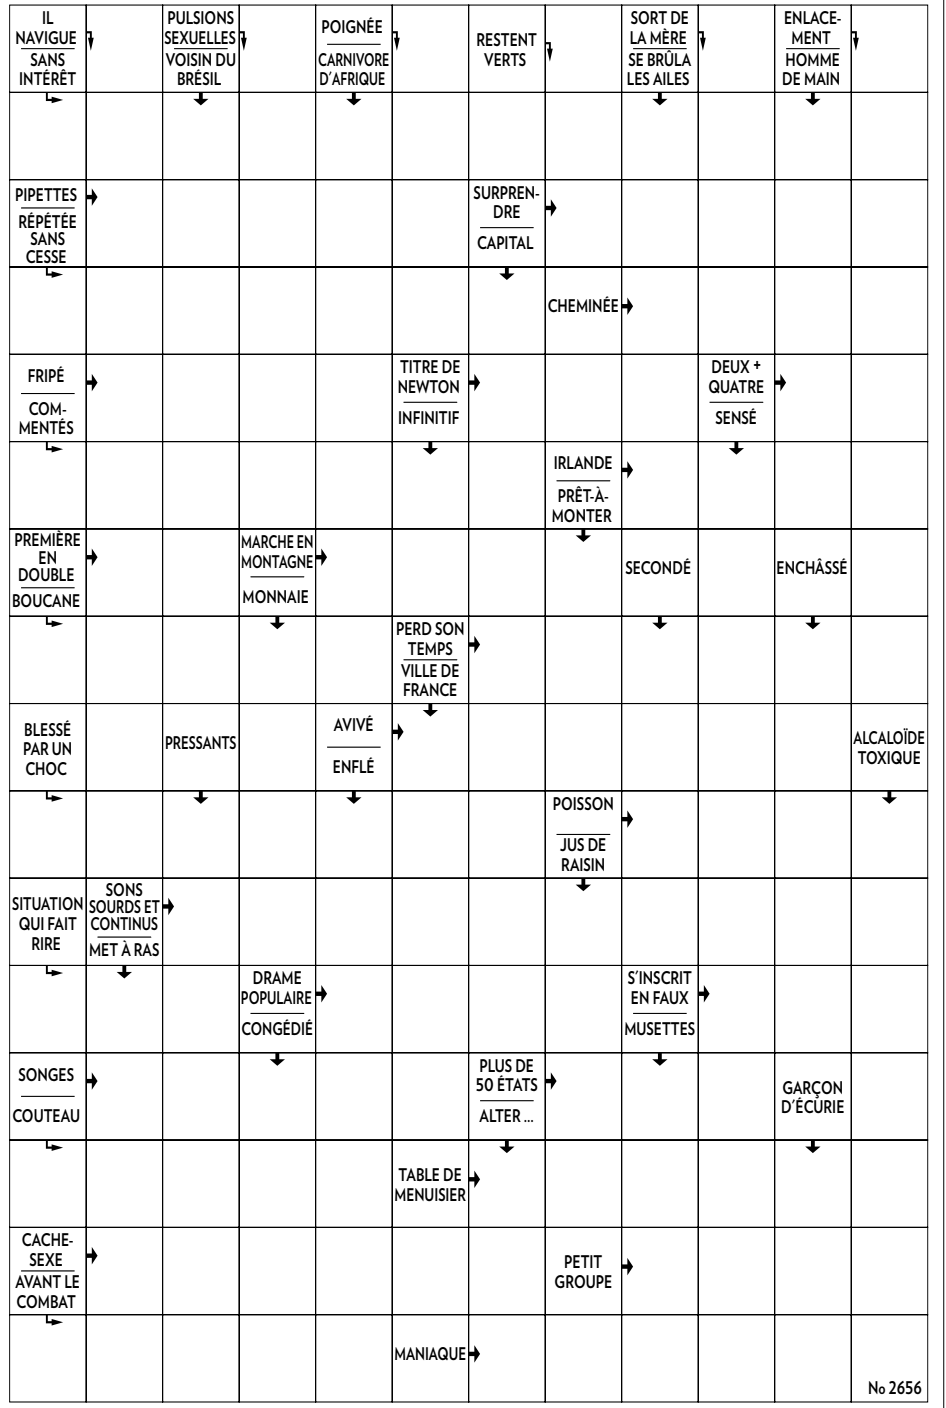 IL
NAVIGUE
SANS
INTÉRÊT
PULSIONS
SEXUELLES
VOISIN DU
BRÉSIL
POIGNÉE
CARNIVORE
D'AFRIQUE
RESTENT
VERTS
SORT DE
LA MÈRE
SE BRÛLA
LES AILES
ENLACE-
MENT
HOMME
DE MAIN
PIPETTES
RÉPÉTÉE
SANS
CESSE
SURPREN-
DRE
CAPITAL
CHEMINÉE
FRIPÉ
COM-
MENTÉS
TITRE DE
NEWTON
INFINITIF
DEUX +
QUATRE
SENSÉ
IRLANDE
PRÊT-À-
MONTER
PREMIÈRE
EN
DOUBLE
BOUCANE
MARCHE EN
MONTAGNE
MONNAIE
SECONDÉ
ENCHÂSSÉ
PERD SON
TEMPS
VILLE DE
FRANCE
BLESSÉ
PAR UN
CHOC
PRESSANTS
AVIVÉ
ENFLÉ
ALCALOÏDE
TOXIQUE
POISSON
JUS DE
RAISIN
SITUATION
QUI FAIT
RIRE
SONS
SOURDS ET
CONTINUS
MET À RAS
DRAME
POPULAIRE
CONGÉDIÉ
S'INSCRIT
EN FAUX
MUSETTES
SONGES
COUTEAU
PLUS DE
50 ÉTATS
ALTER ...
GARÇON
D'ÉCURIE
TABLE DE
MENUISIER
CACHE-
SEXE
AVANT LE
COMBAT
PETIT
GROUPE
MANIAQUE
No 2656